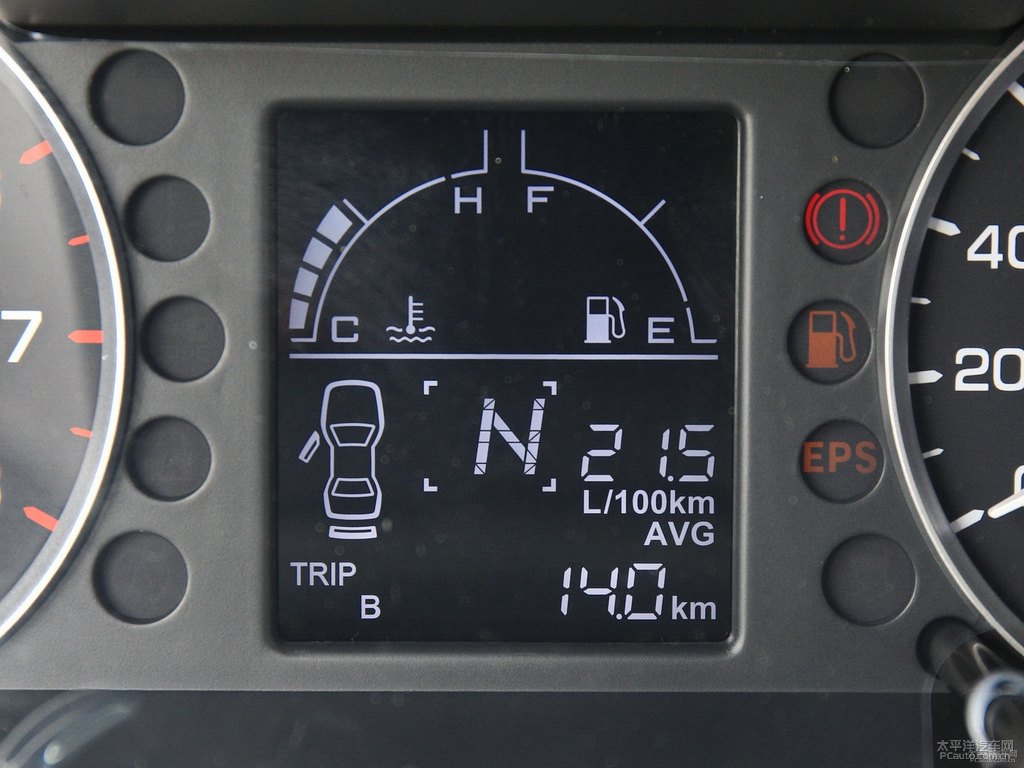 H F
C E
7
40
20
EPS
N 21.5
L/100km
AVG
TRIP
B
14.0 km
太平洋汽车网
PCauto.com.cn